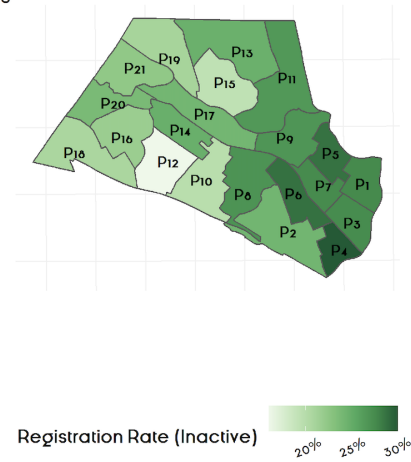 P19
P13
P21
P15
P11
P20
P17
P14
P16
P9
P18
P12
P5
P10
P8
P6
P7
P1
P2
P3
P4
Registration Rate (Inactive)
20%
25%
30%